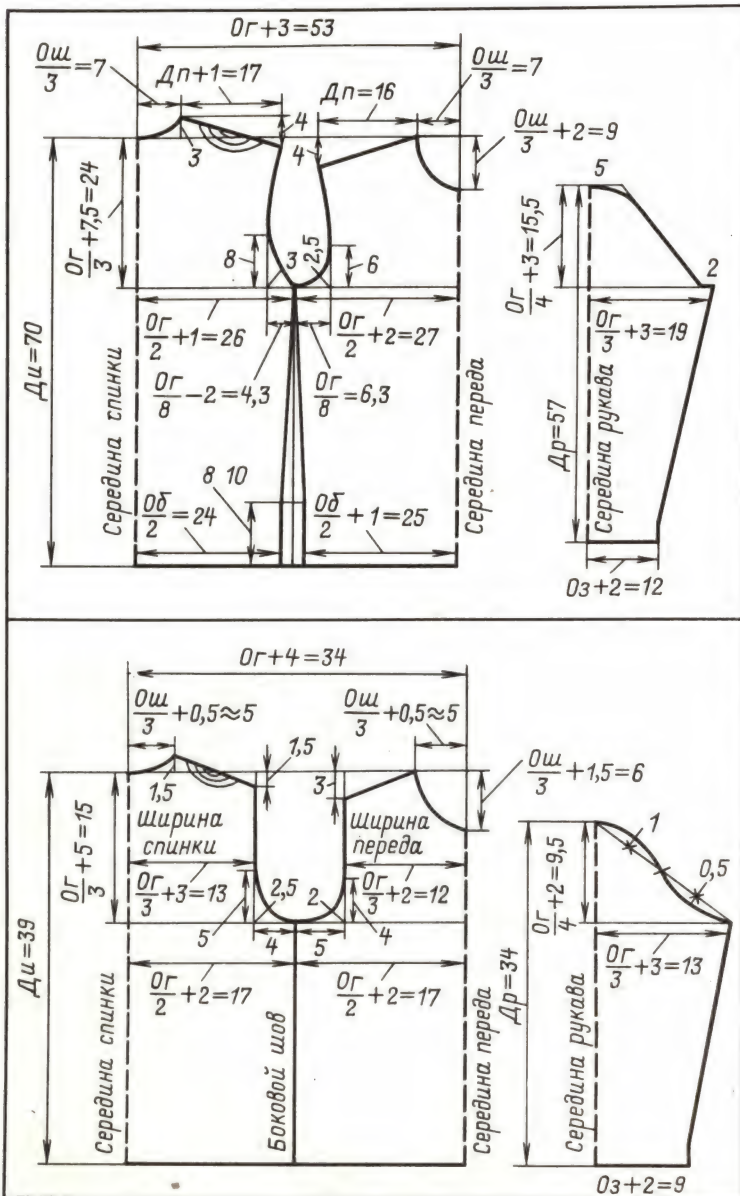 Ог+3=53
Ош/3=7
Дп+1=17
Дп=16
Ош/3=7
3
4
4
Ош/3+2=9
Ог/3+7,5=24
8
3
2,5
6
Ог/2+1=26
Ог/2+2=27
Ог/8-2=4,3
Ог/8=6,3
Ди=70
Середина спинки
Середина переда
8 10
Об/2=24
Об/2+1=25
5
Ог/4+3=15,5
2
Ог/3+3=19
Др=57
Середина рукава
Оз+2=12
Ог+4=34
Ош/3+0,5≈5
Ош/3+0,5≈5
1,5
1,5
3
Ош/3+1,5=6
Ог/3+5=15
Ширина
спинки
Ширина
переда
Ог/3+3=13
Ог/3+2=12
5
2,5
2
4
4
5
Ог/2+2=17
Ог/2+2=17
Ди=39
Середина спинки
Боковой шов
Середина переда
1
0,5
Ог/4+2=9,5
Ог/3+3=13
Др=34
Середина рукава
Оз+2=9